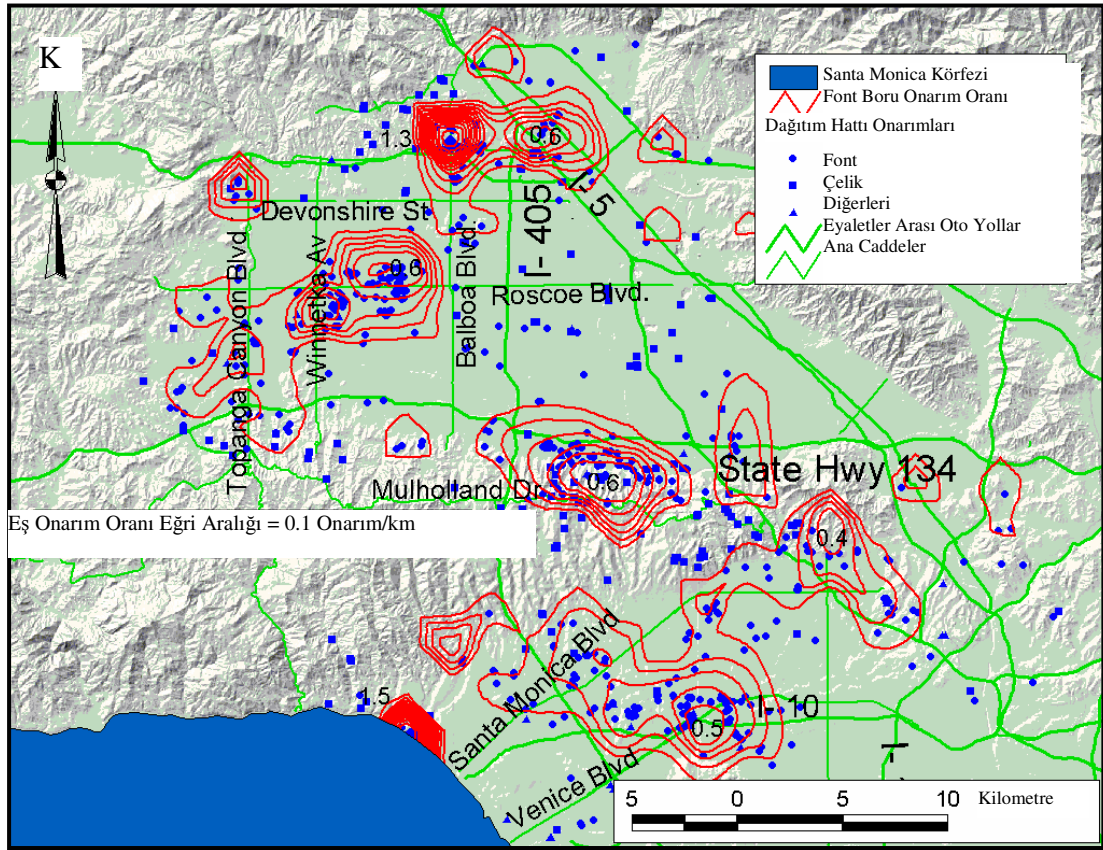 K
Santa Monica Körfezi
Font Boru Onarım Oranı
Dağıtım Hattı Onarımları
Font
Çelik
Diğerleri
Eyaletler Arası Oto Yollar
Ana Caddeler
1.3
0.6
I- 5
I- 405
Devonshire St
Topanga Canyon Blvd
Winnetka Av
0.6
Balboa Blvd.
Roscoe Blvd.
State Hwy 134
Mulholland Dr.
0.6
Eş Onarım Oranı Eğri Aralığı = 0.1 Onarım/km
0.4
Santa Monica Blvd
1.5
I- 10
0.5
Venice Blvd
5 0 5 10 Kilometre